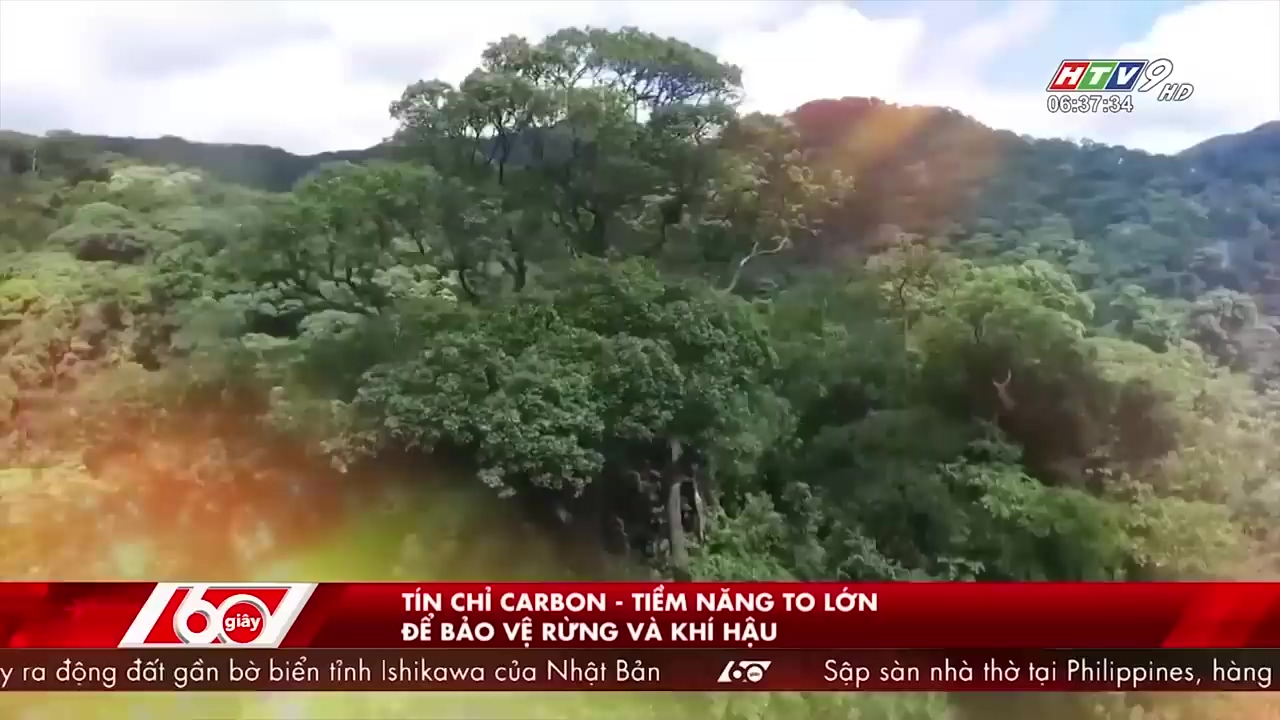 HTV9 HD
06:37:34
60 giây
TÍN CHỈ CARBON - TIỀM NĂNG TO LỚN
ĐỂ BẢO VỆ RỪNG VÀ KHÍ HẬU
y ra động đất gần bờ biển tỉnh Ishikawa của Nhật Bản 60 giây Sập sàn nhà thờ tại Philippines, hàng